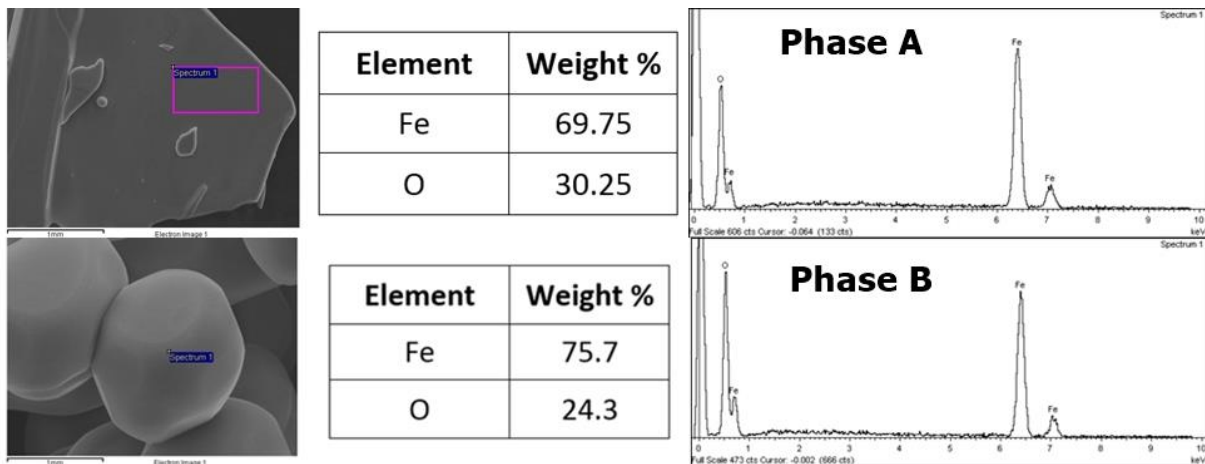 Spectrum 1
1mm
Electron Image 1
Element Weight %
Fe 69.75
O 30.25
Spectrum 1
Phase A
O
Fe
Fe
Fe
0 1 2 3 4 5 6 7 8 9 10
Full Scale 606 cts Cursor: -0.064 (133 cts)
keV
Spectrum 1
1mm
Electron Image 1
Element Weight %
Fe 75.7
O 24.3
Spectrum 1
Phase B
O
Fe
Fe
Fe
0 1 2 3 4 5 6 7 8 9 10
Full Scale 473 cts Cursor: -0.002 (666 cts)
keV